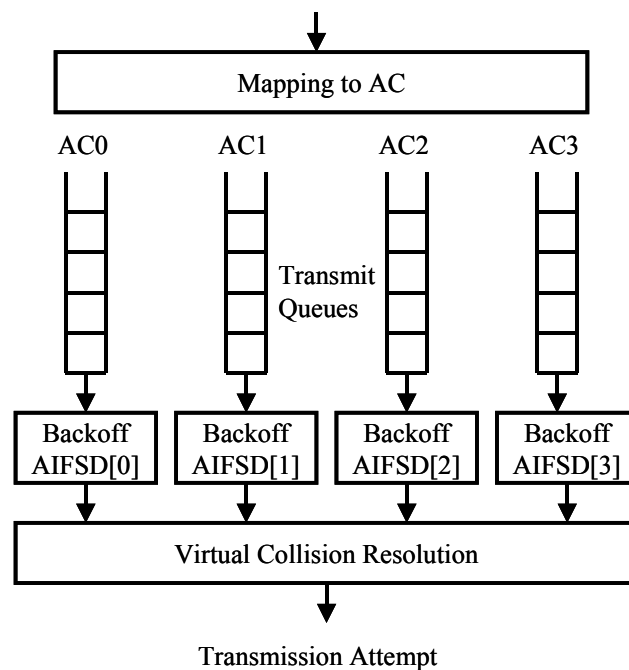 Mapping to AC
AC0 AC1 AC2 AC3
Transmit
Queues
Backoff
AIFSD[0]
Backoff
AIFSD[1]
Backoff
AIFSD[2]
Backoff
AIFSD[3]
Virtual Collision Resolution
Transmission Attempt